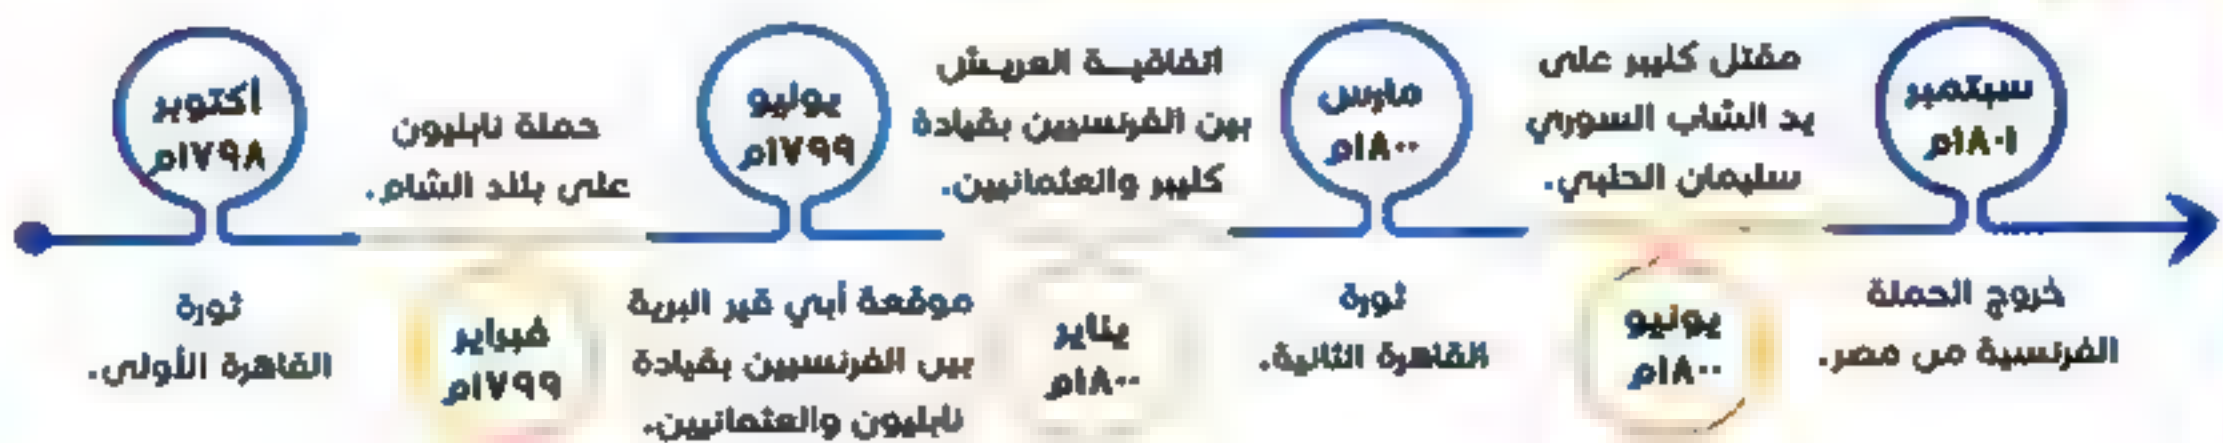 أكتوبر
١٧٩٨م
ثورة
القاهرة الأولى.
حملة نابليون
على بلاد الشام.
فبراير
١٧٩٩م
يوليو
١٧٩٩م
موقعة أبي قير البرية
بين الفرنسيين بقيادة
نابليون والعثمانيين.
اتفاقية العريش
بين الفرنسيين بقيادة
كليبر والعثمانيين.
يناير
١٨٠٠م
مارس
١٨٠٠م
ثورة
القاهرة الثانية.
مقتل كليبر على
يد الشاب السوري
سليمان الحلبي.
يونيو
١٨٠٠م
سبتمبر
١٨٠١م
خروج الحملة
الفرنسية من مصر.